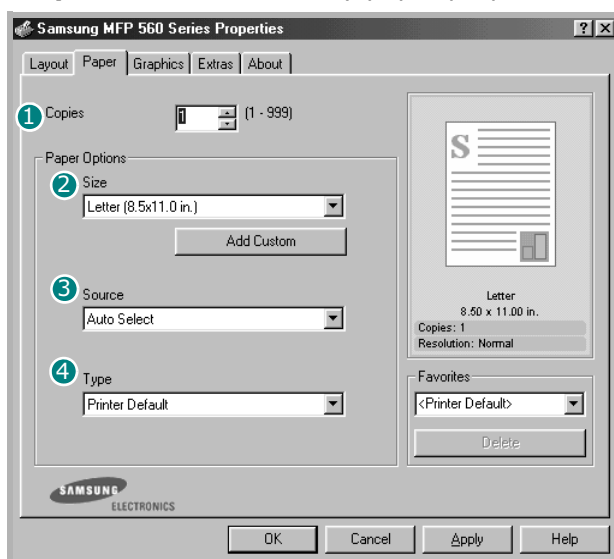 Samsung MFP 560 Series Properties
Layout Paper Graphics Extras About
1 Copies 1 (1 - 999)
Paper Options
2 Size
Letter (8.5x11.0 in.)
Add Custom
3 Source
Auto Select
4 Type
Printer Default
S
Letter
8.50 x 11.00 in.
Copies: 1
Resolution: Normal
Favorites
<Printer Default>
Delete
SAMSUNG
ELECTRONICS
OK Cancel Apply Help